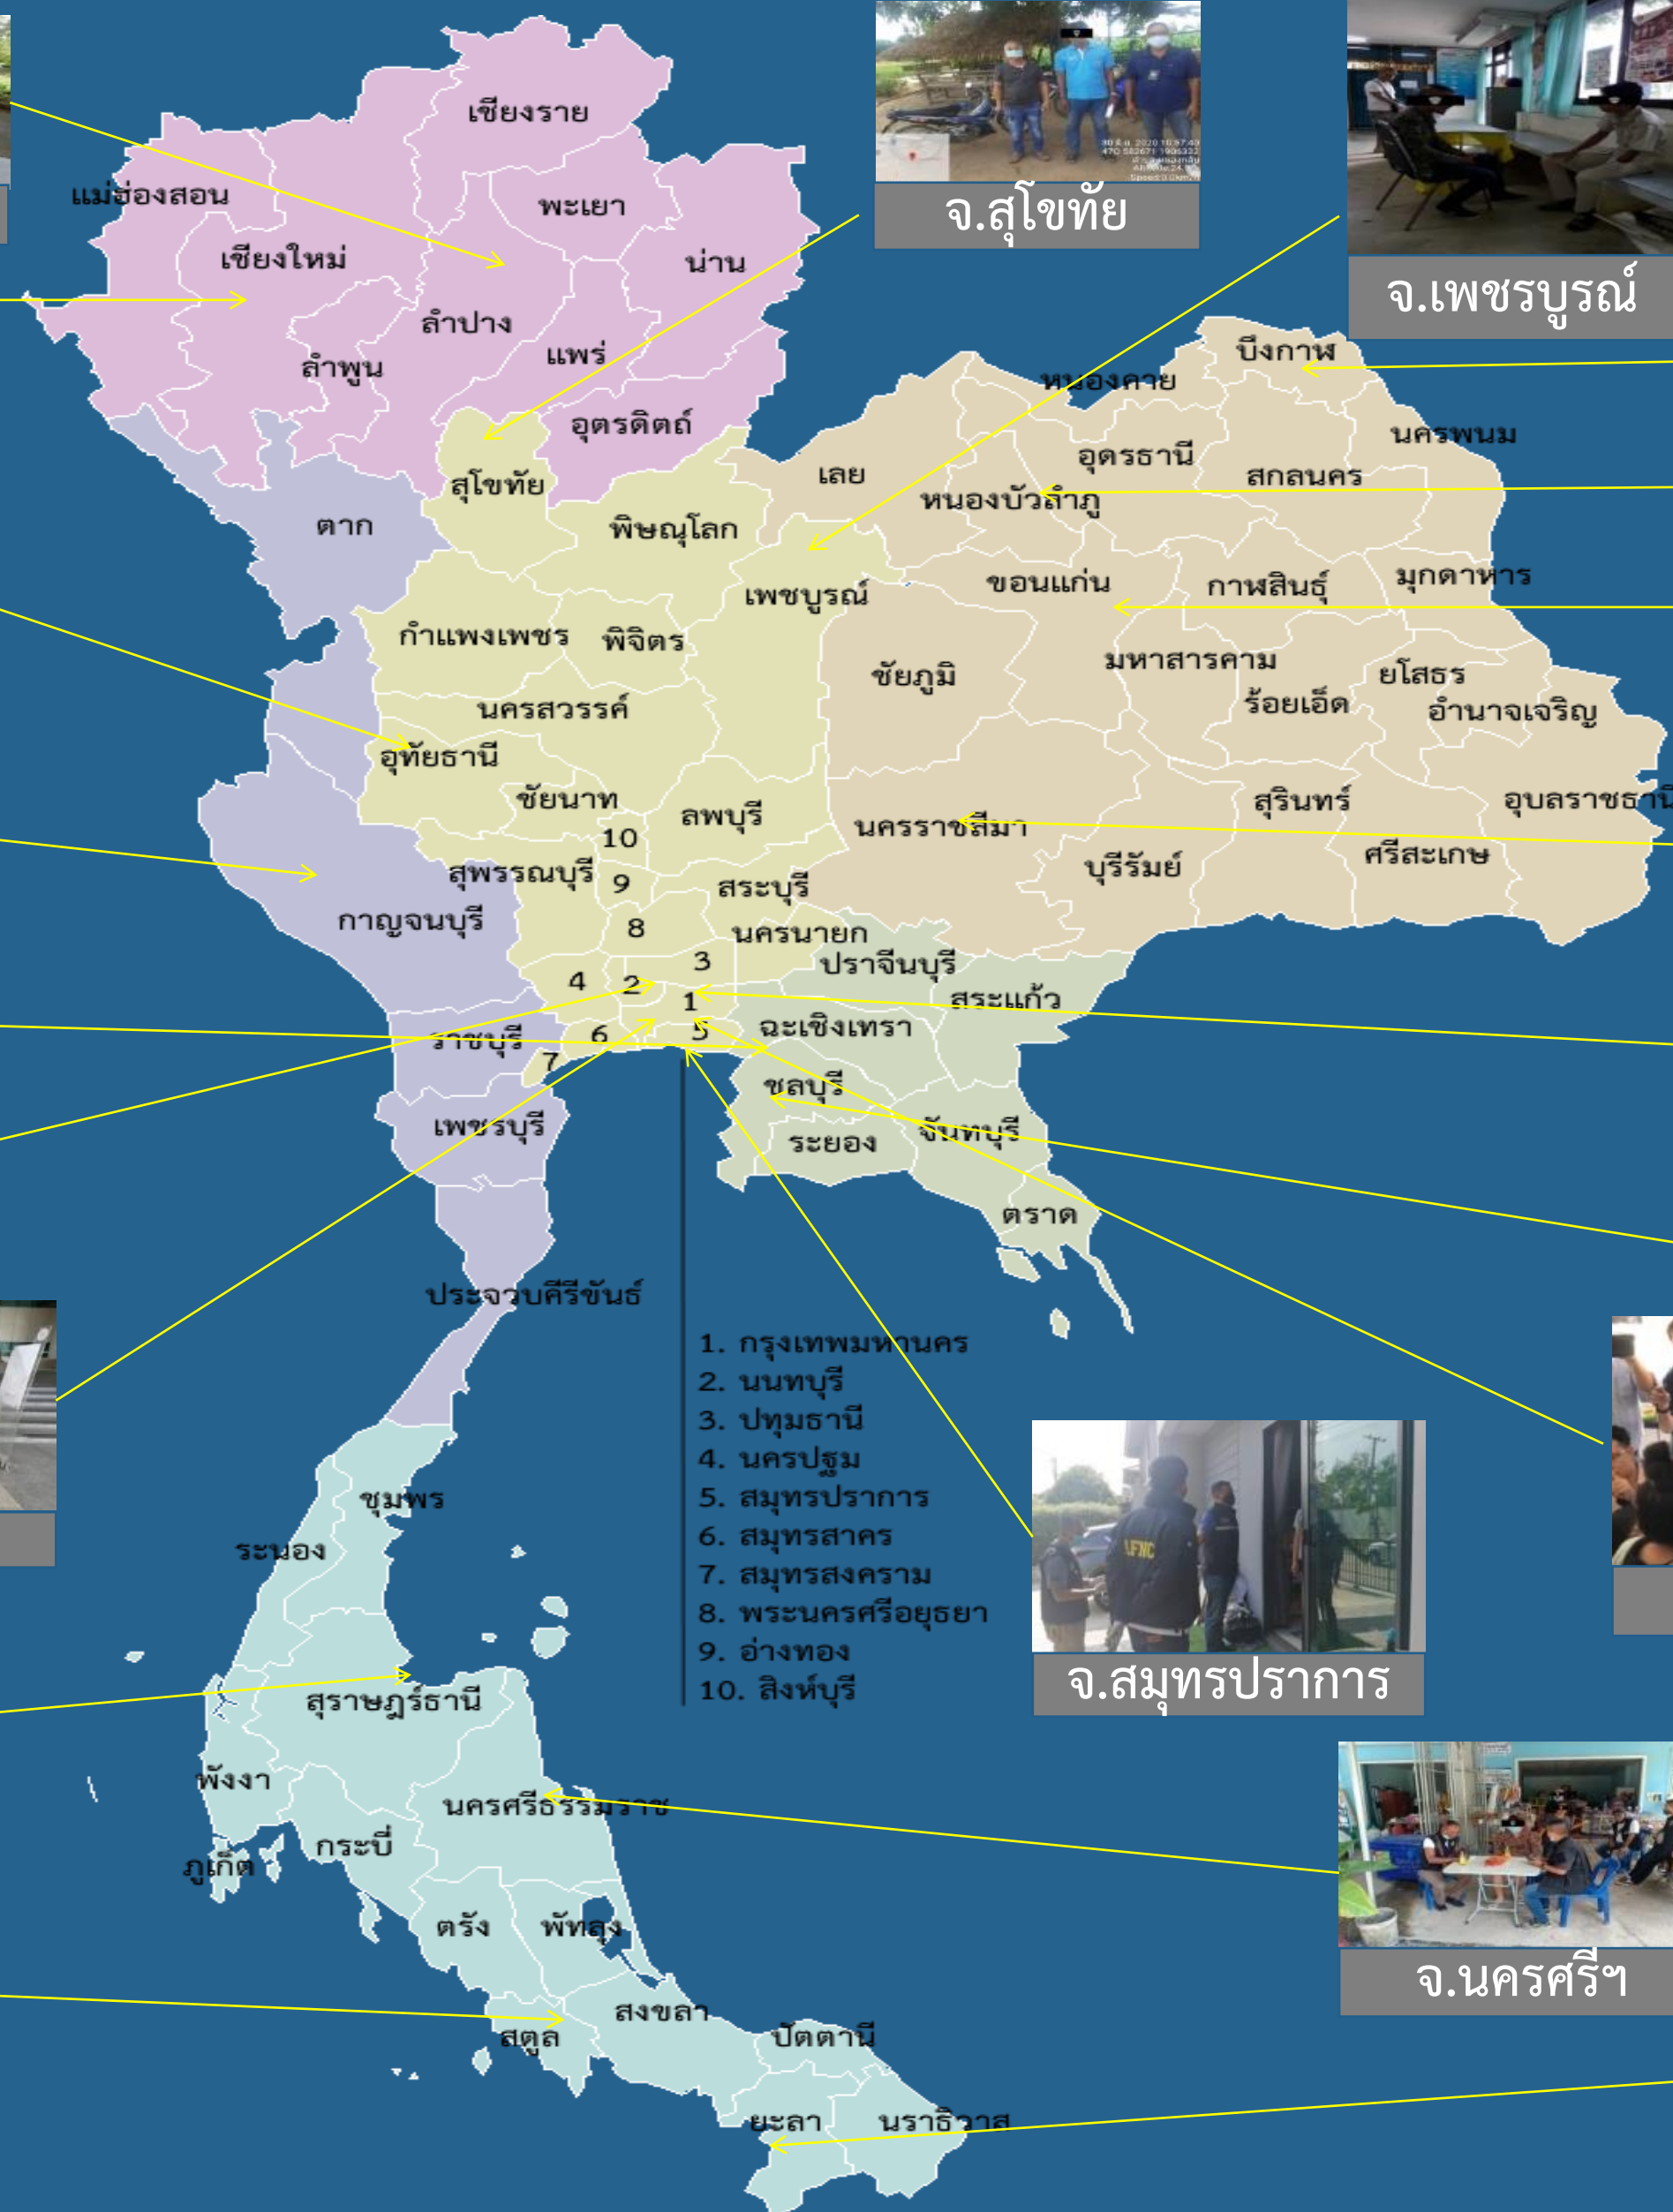 จ.สุโขทัย
จ.เพชรบูรณ์
เชียงราย
แม่ฮ่องสอน
พะเยา
เชียงใหม่
น่าน
ลำปาง
แพร่
ลำพูน
อุตรดิตถ์
บึงกาฬ
หนองคาย
นครพนม
อุดรธานี
เลย
สกลนคร
หนองบัวลำภู
สุโขทัย
ตาก
พิษณุโลก
เพชบูรณ์
ขอนแก่น
กาฬสินธุ์
มุกดาหาร
กำแพงเพชร
พิจิตร
ชัยภูมิ
มหาสารคาม
ยโสธร
ร้อยเอ็ด
อำนาจเจริญ
นครสวรรค์
อุทัยธานี
ชัยนาท
ลพบุรี
นครราชสีมา
สุรินทร์
อุบลราชธานี
บุรีรัมย์
ศรีสะเกษ
10
สุพรรณบุรี
9
สระบุรี
กาญจนบุรี
8
นครนายก
3
ปราจีนบุรี
4
2
1
สระแก้ว
ราชบุรี
6
5
ฉะเชิงเทรา
7
ชลบุรี
เพชรบุรี
ระยอง
จันทบุรี
ตราด
ประจวบคีรีขันธ์
1. กรุงเทพมหานคร
2. นนทบุรี
3. ปทุมธานี
4. นครปฐม
5. สมุทรปราการ
6. สมุทรสาคร
7. สมุทรสงคราม
8. พระนครศรีอยุธยา
9. อ่างทอง
10. สิงห์บุรี
จ.สมุทรปราการ
ชุมพร
ระนอง
สุราษฎร์ธานี
พังงา
นครศรีธรรมราช
กระบี่
ภูเก็ต
ตรัง
พัทลุง
จ.นครศรีฯ
สงขลา
สตูล
ปัตตานี
ยะลา
นราธิวาส